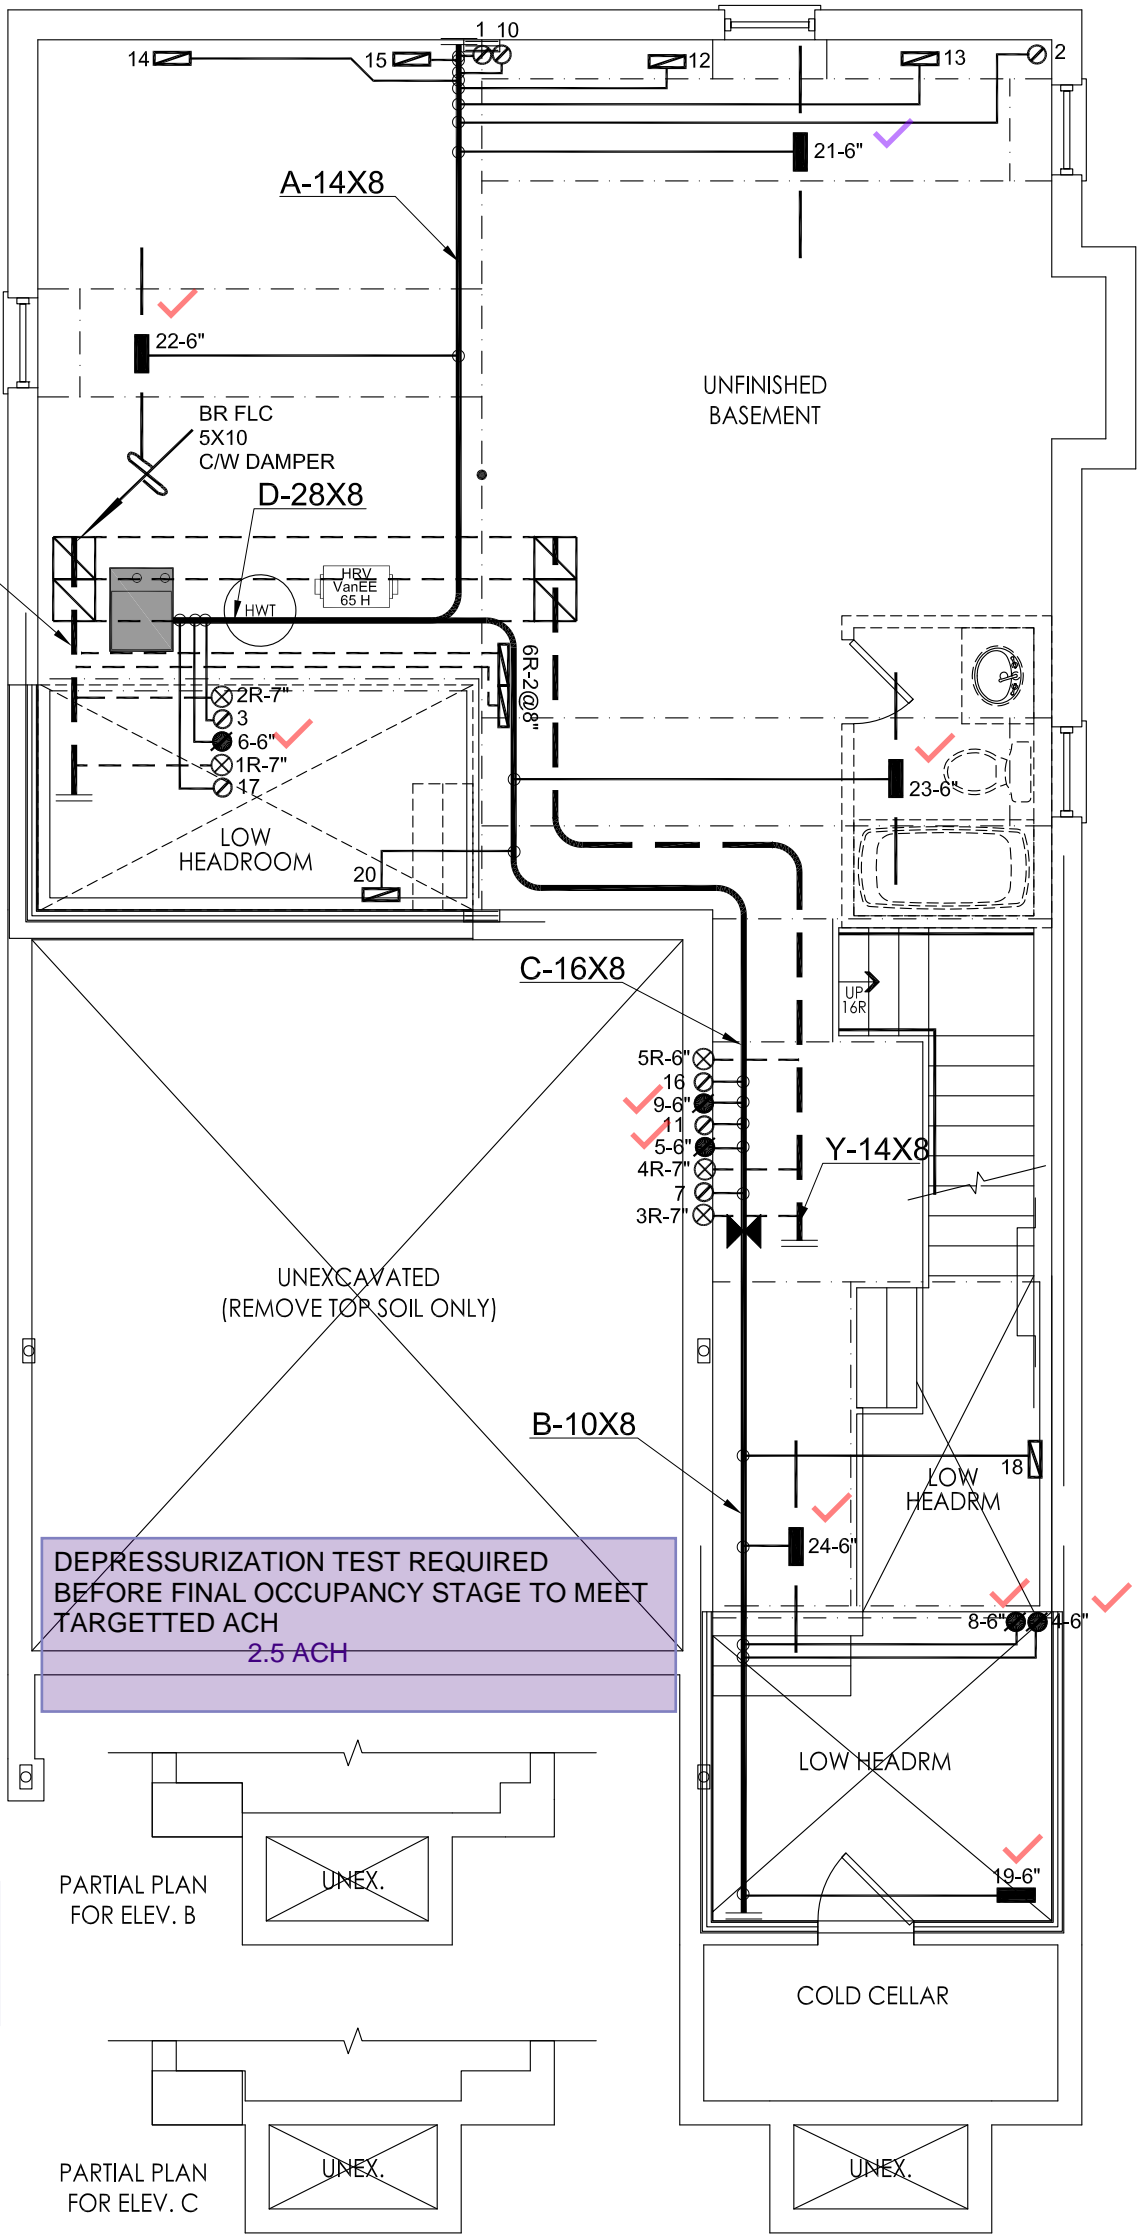 1 10
14
15
12
13
2
21-6"
A-14X8
22-6"
UNFINISHED
BASEMENT
BR FLC
5X10
C/W DAMPER
D-28X8
HRV
VanEE
65 H
HWT
6R-2@8"
2R-7"
3
6-6"
1R-7"
17
LOW
HEADROOM
20
23-6"
C-16X8
UP
16R
5R-6"
16
9-6"
11
5-6"
4R-7"
7
3R-7"
Y-14X8
UNEXCAVATED
(REMOVE TOP SOIL ONLY)
B-10X8
18
LOW
HEADRM
24-6"
DEPRESSURIZATION TEST REQUIRED
BEFORE FINAL OCCUPANCY STAGE TO MEET
TARGETTED ACH
2.5 ACH
8-6"
4-6"
LOW HEADRM
19-6"
PARTIAL PLAN
FOR ELEV. B
UNEX.
COLD CELLAR
PARTIAL PLAN
FOR ELEV. C
UNEX.
UNEX.